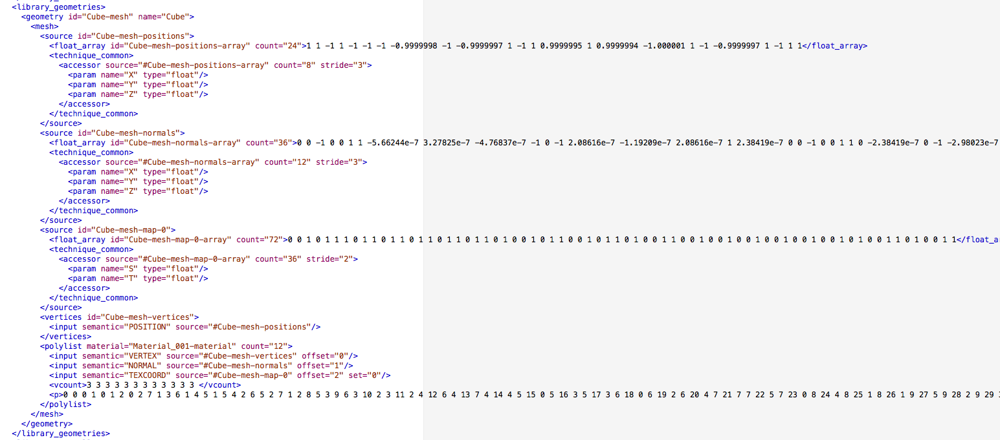 <library_geometries>
<geometry id="Cube-mesh" name="Cube">
<mesh>
<source id="Cube-mesh-positions">
<float_array id="Cube-mesh-positions-array" count="24">1 1 -1 1 -1 -1 -1 -0.9999998 -1 -0.9999997 1 -1 1 0.9999995 1 0.9999994 -1.000001 1 -1 -0.9999997 1 -1 1 1</float_array>
<technique_common>
<accessor source="#Cube-mesh-positions-array" count="8" stride="3">
<param name="X" type="float"/>
<param name="Y" type="float"/>
<param name="Z" type="float"/>
</accessor>
</technique_common>
</source>
<source id="Cube-mesh-normals">
<float_array id="Cube-mesh-normals-array" count="36">0 0 -1 0 0 1 1 -5.66244e-7 3.27825e-7 -4.76837e-7 -1 0 -1 2.08616e-7 -1.19209e-7 2.08616e-7 1 2.38419e-7 0 0 -1 0 0 1 1 0 -2.38419e-7 0 -1 -2.98023e-7
<technique_common>
<accessor source="#Cube-mesh-normals-array" count="12" stride="3">
<param name="X" type="float"/>
<param name="Y" type="float"/>
<param name="Z" type="float"/>
</accessor>
</technique_common>
</source>
<source id="Cube-mesh-map-0">
<float_array id="Cube-mesh-map-0-array" count="72">0 0 1 0 1 1 1 0 1 1 0 1 1 0 1 1 0 1 1 0 1 1 0 1 1 0 1 0 0 1 0 1 1 0 0 1 0 1 1 0 1 0 0 1 1 0 0 1 0 0 1 0 0 1 0 0 1 0 0 1 0 0 1 0 1 0 0 1 1 0 1 0 0 1 1</float_a
<technique_common>
<accessor source="#Cube-mesh-map-0-array" count="36" stride="2">
<param name="S" type="float"/>
<param name="T" type="float"/>
</accessor>
</technique_common>
</source>
<vertices id="Cube-mesh-vertices">
<input semantic="POSITION" source="#Cube-mesh-positions"/>
</vertices>
<polylist material="Material_001-material" count="12">
<input semantic="VERTEX" source="#Cube-mesh-vertices" offset="0"/>
<input semantic="NORMAL" source="#Cube-mesh-normals" offset="1"/>
<input semantic="TEXCOORD" source="#Cube-mesh-map-0" offset="2" set="0"/>
<vcount>3 3 3 3 3 3 3 3 3 3 3 3 </vcount>
<p>0 0 0 1 0 1 2 0 2 7 1 3 6 1 4 5 1 5 4 2 6 5 2 7 1 2 8 5 3 9 6 3 10 2 3 11 2 4 12 6 4 13 7 4 14 4 5 15 0 5 16 3 5 17 3 6 18 0 6 19 2 6 20 4 7 21 7 7 22 5 7 23 0 8 24 4 8 25 1 8 26 1 9 27 5 9 28 2 9 29
</polylist>
</mesh>
</geometry>
</library_geometries>